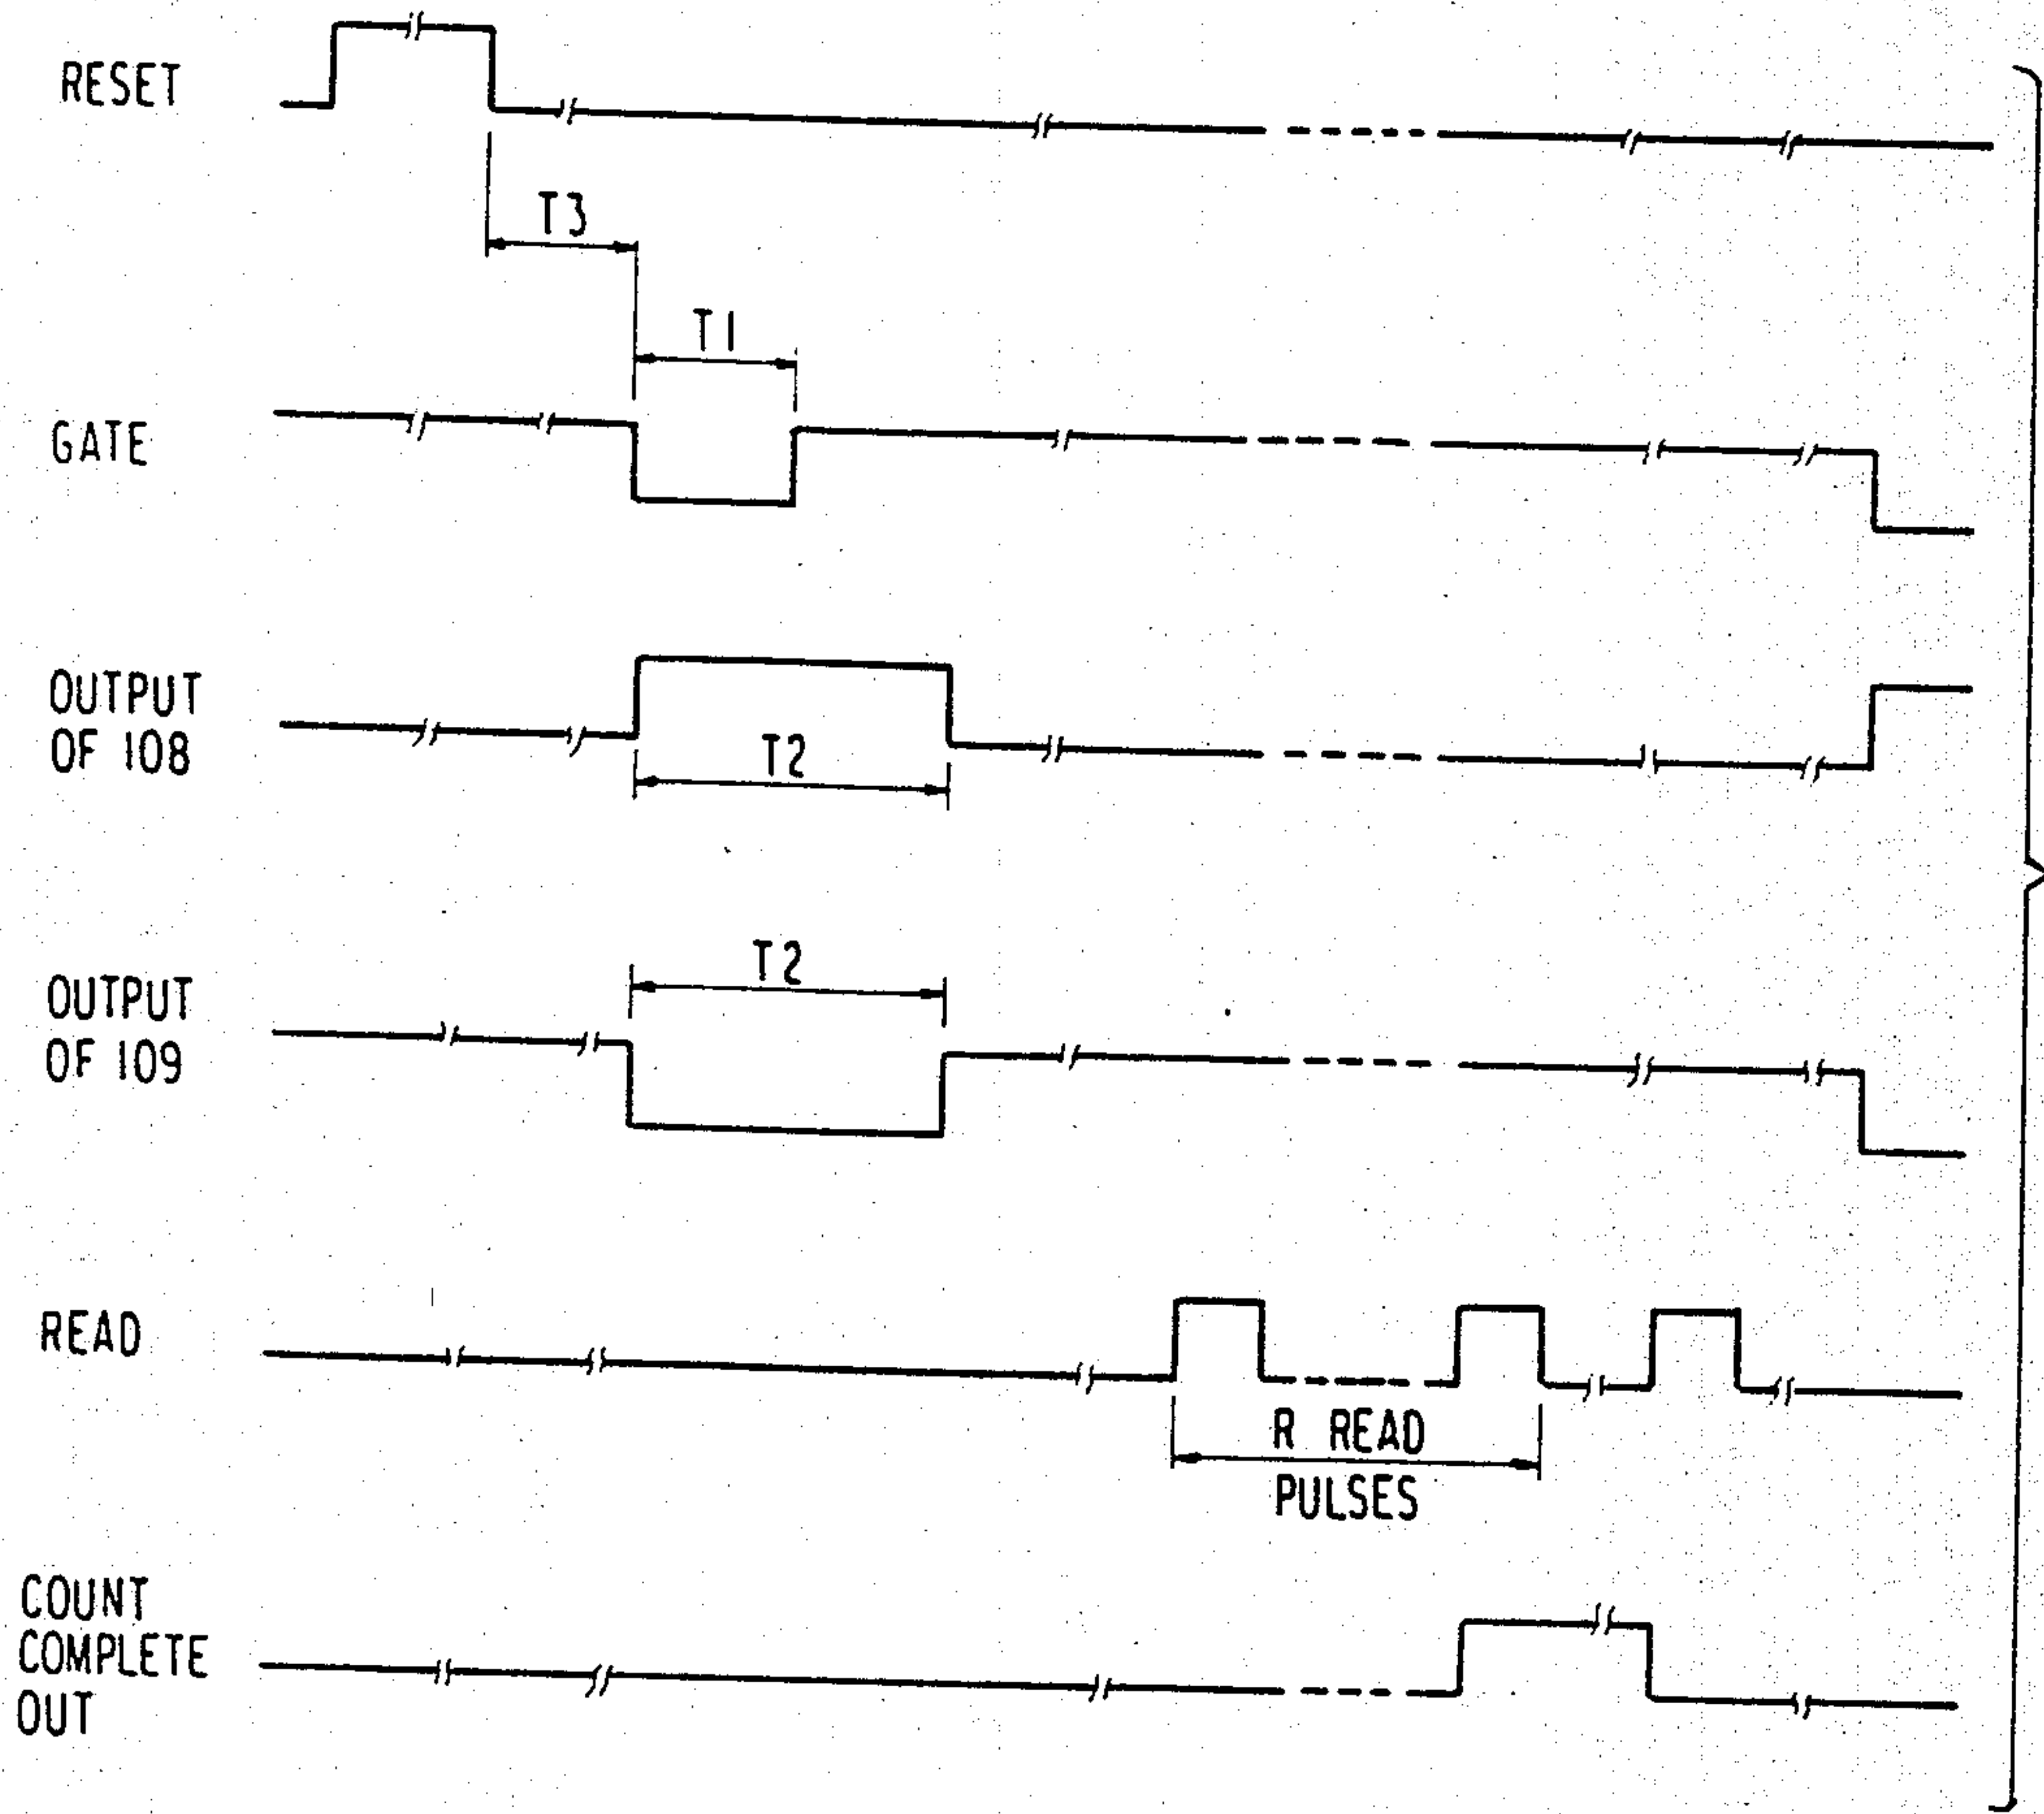 RESET
T3
T1
GATE
OUTPUT
OF 108
T2
T2
OUTPUT
OF 109
READ
R READ
PULSES
COUNT
COMPLETE
OUT